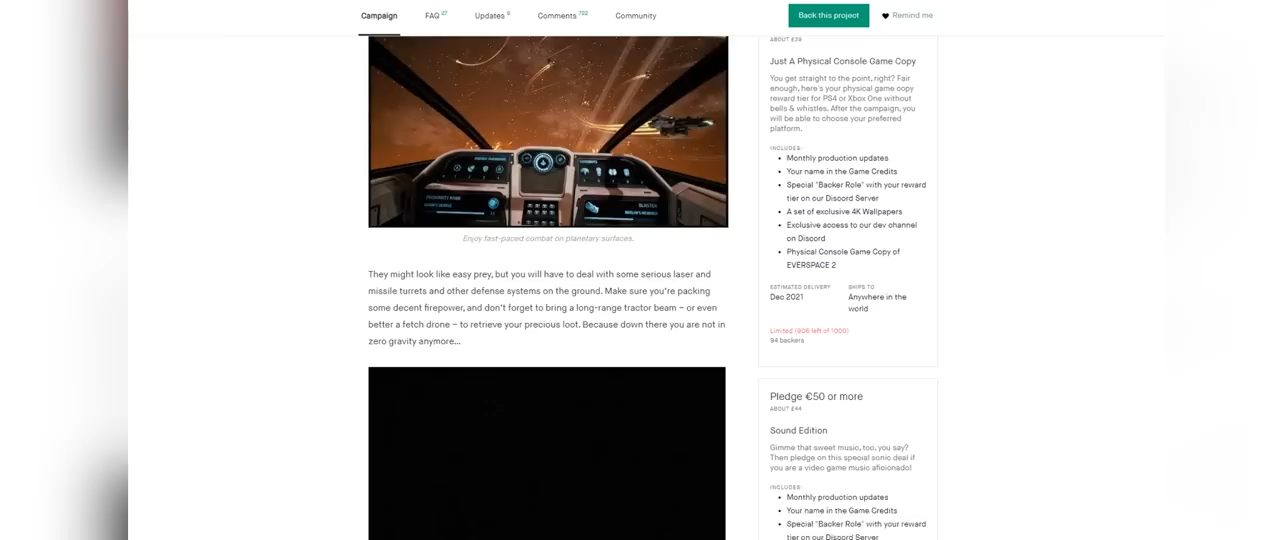 Campaign
FAQ 27
Updates 9
Comments 702
Community
Back this project
Remind me
Enjoy fast-paced combat on planetary surfaces.
They might look like easy prey, but you will have to deal with some serious laser and
missile turrets and other defense systems on the ground. Make sure you're packing
some decent firepower, and don't forget to bring a long-range tractor beam – or even
better a fetch drone – to retrieve your precious loot. Because down there you are not in
zero gravity anymore...
ABOUT £39
Just A Physical Console Game Copy
You get straight to the point, right? Fair
enough, here's your physical game copy
reward tier for PS4 or Xbox One without
bells & whistles. After the campaign, you
will be able to choose your preferred
platform.
INCLUDES:
Monthly production updates
Your name in the Game Credits
Special "Backer Role" with your reward
tier on our Discord Server
A set of exclusive 4K Wallpapers
Exclusive access to our dev channel
on Discord
Physical Console Game Copy of
EVERSPACE 2
ESTIMATED DELIVERY
Dec 2021
SHIPS TO
Anywhere in the
world
Limited (906 left of 1000)
94 backers
Pledge €50 or more
ABOUT £44
Sound Edition
Gimme that sweet music, too, you say?
Then pledge on this special sonic deal if
you are a video game music aficionado!
INCLUDES:
Monthly production updates
Your name in the Game Credits
Special "Backer Role" with your reward
tier on our Discord Server